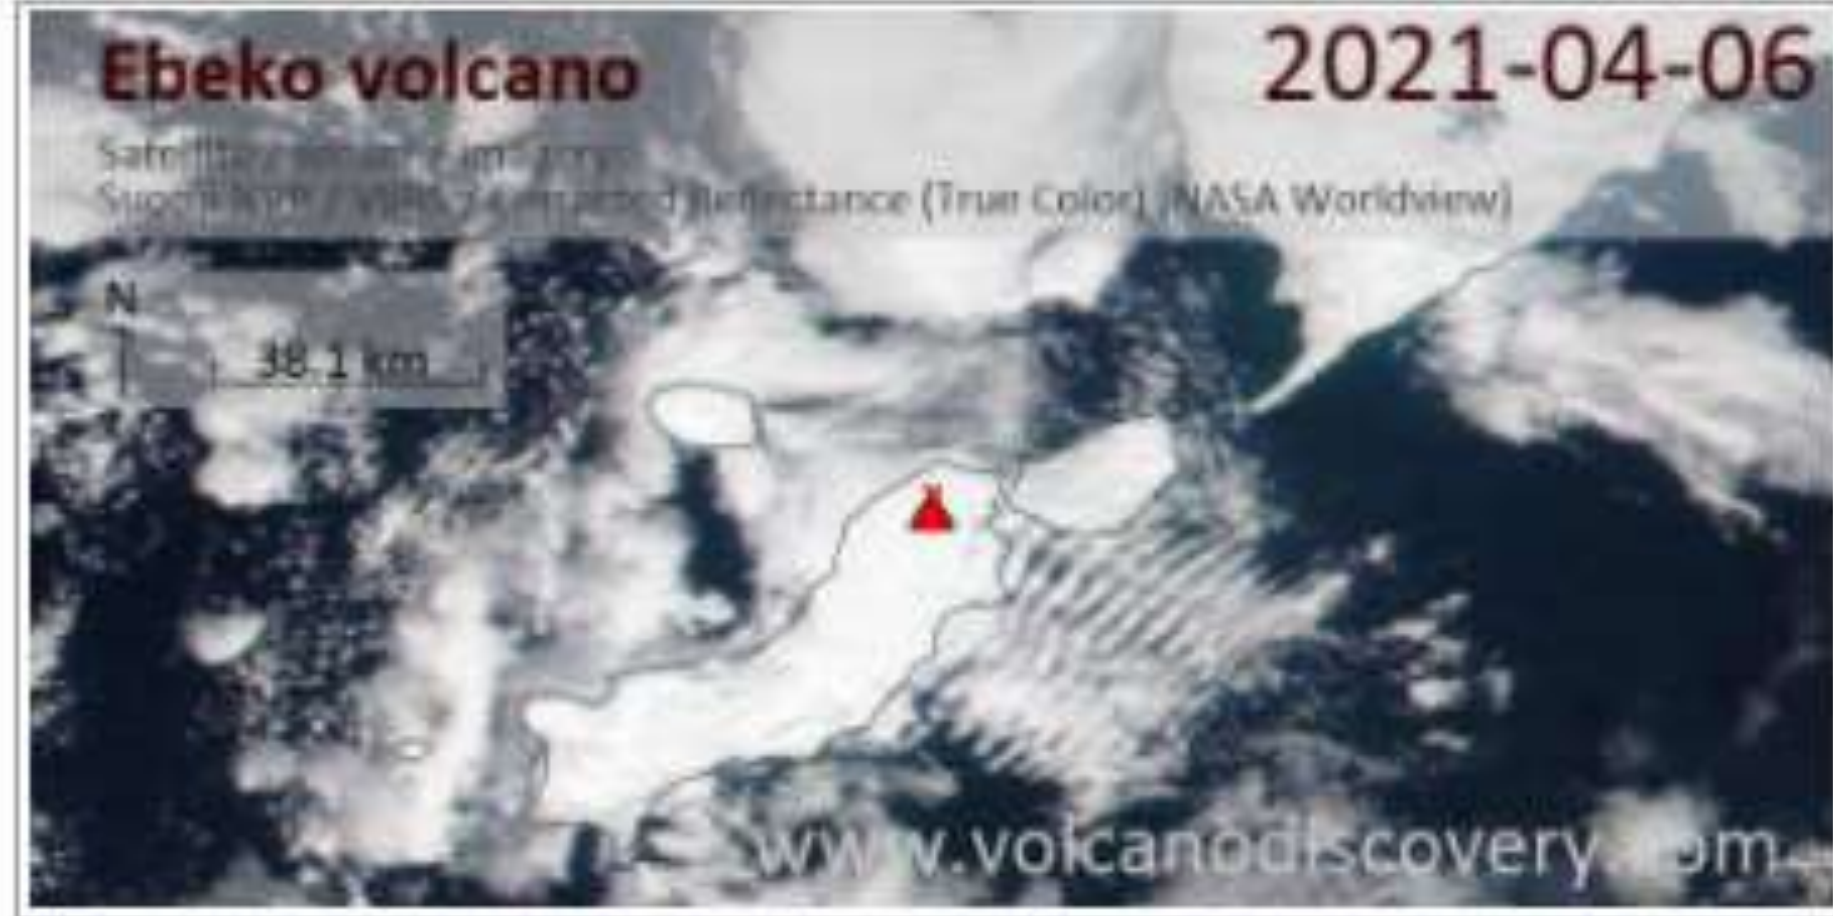 Ebeko volcano
2021-04-06
Reflectance (True Color) NASA Worldview)
N
38.1 km
www.volcanodiscovery.com